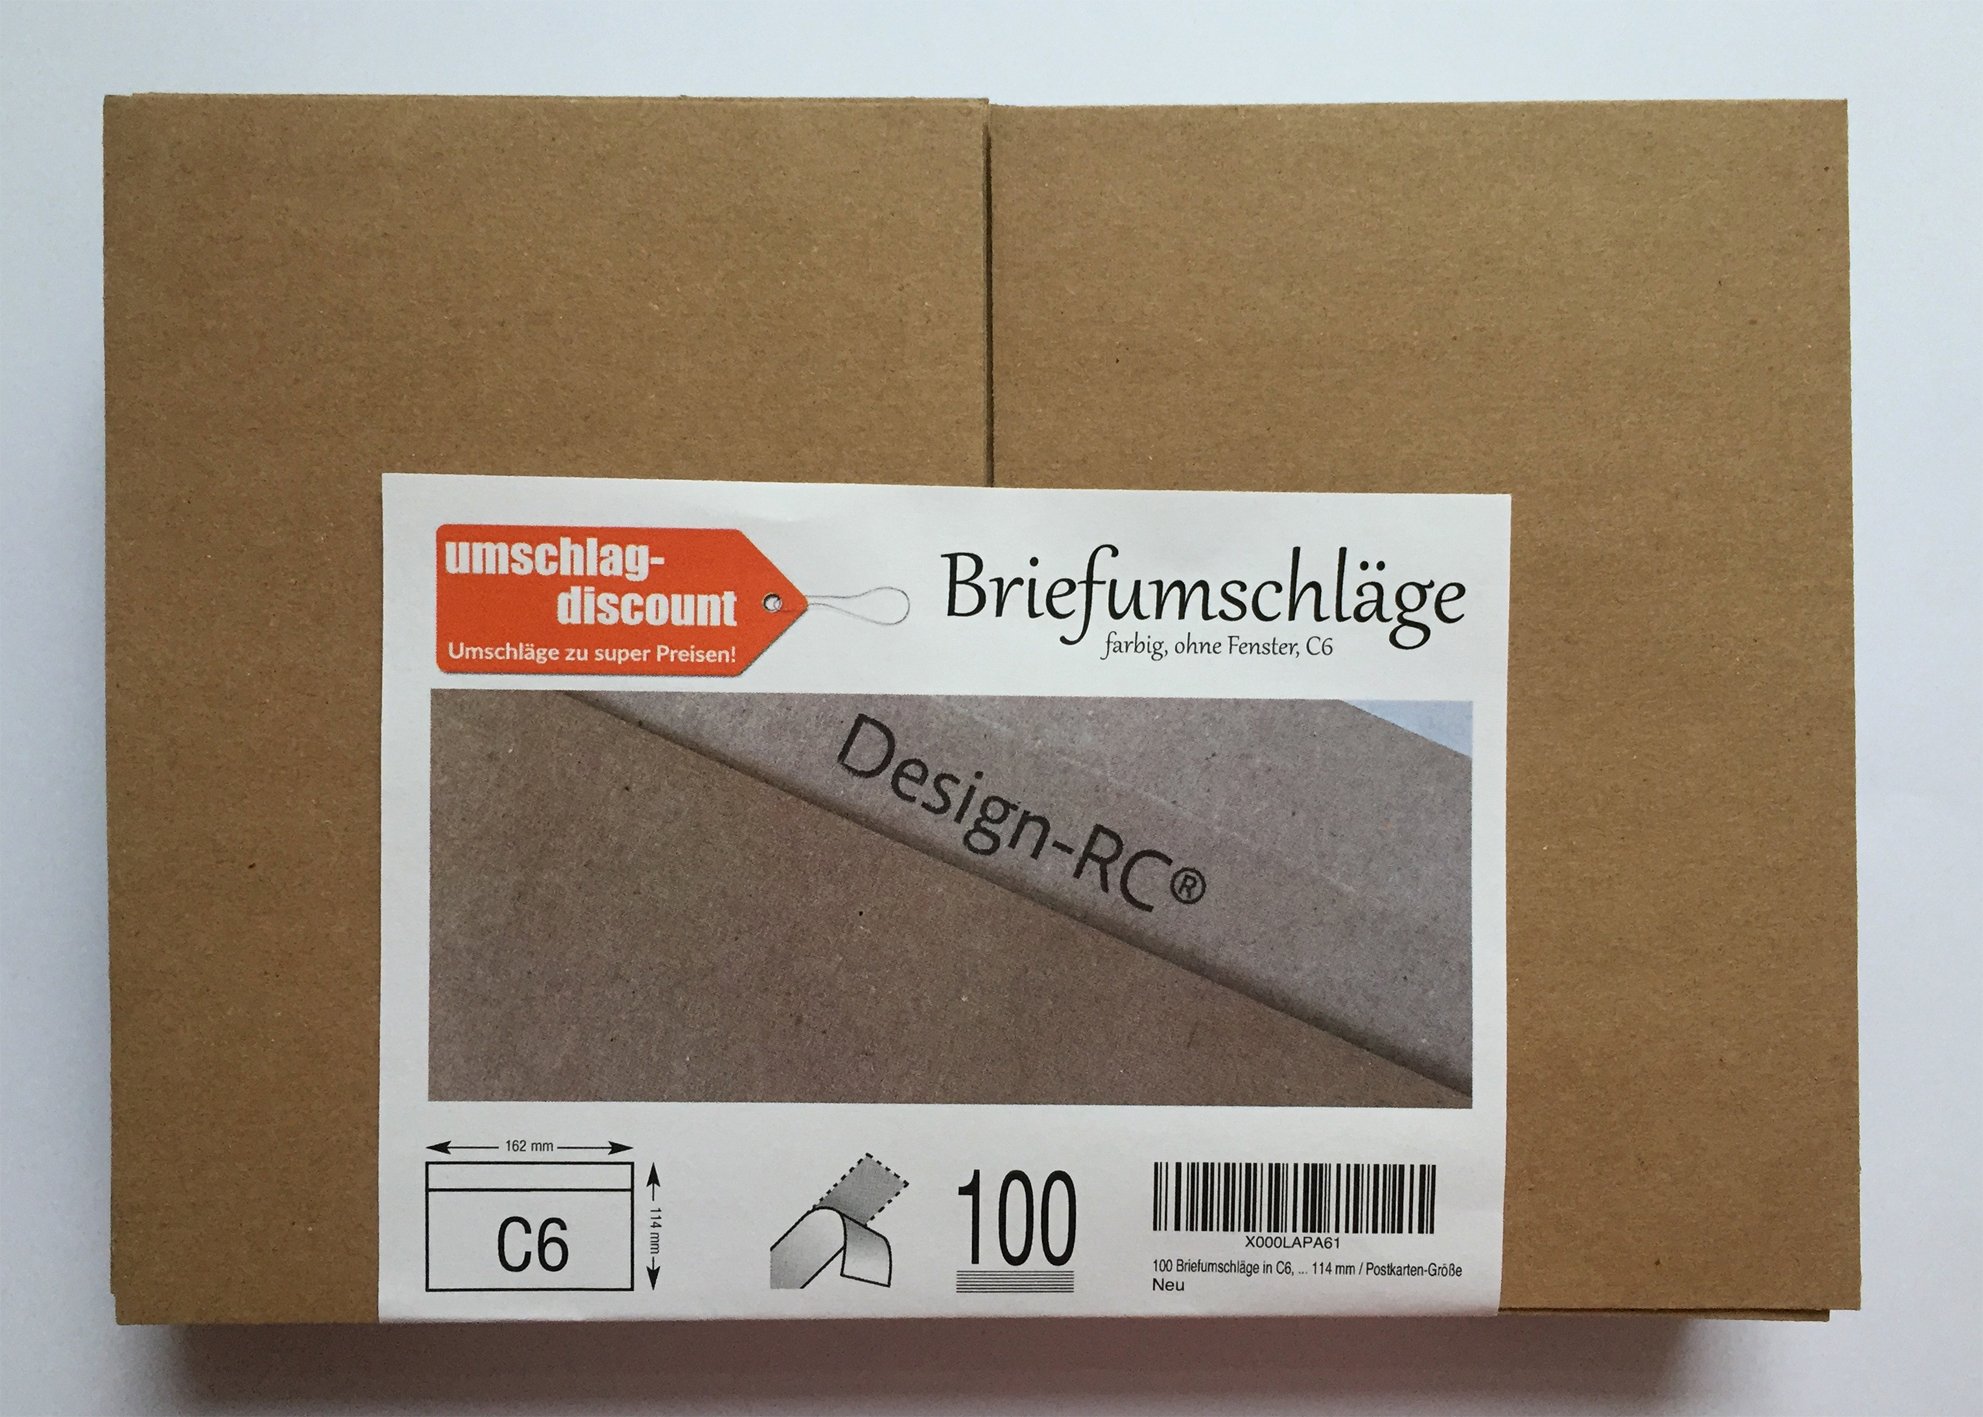 umschlag-
discount
Umschläge zu super Preisen!
Briefumschläge
farbig, ohne Fenster, C6
Design-RC®
162 mm
C6
114 mm
100
X000LAPA61
100 Briefumschläge in C6, ... 114 mm / Postkarten-Größe
Neu